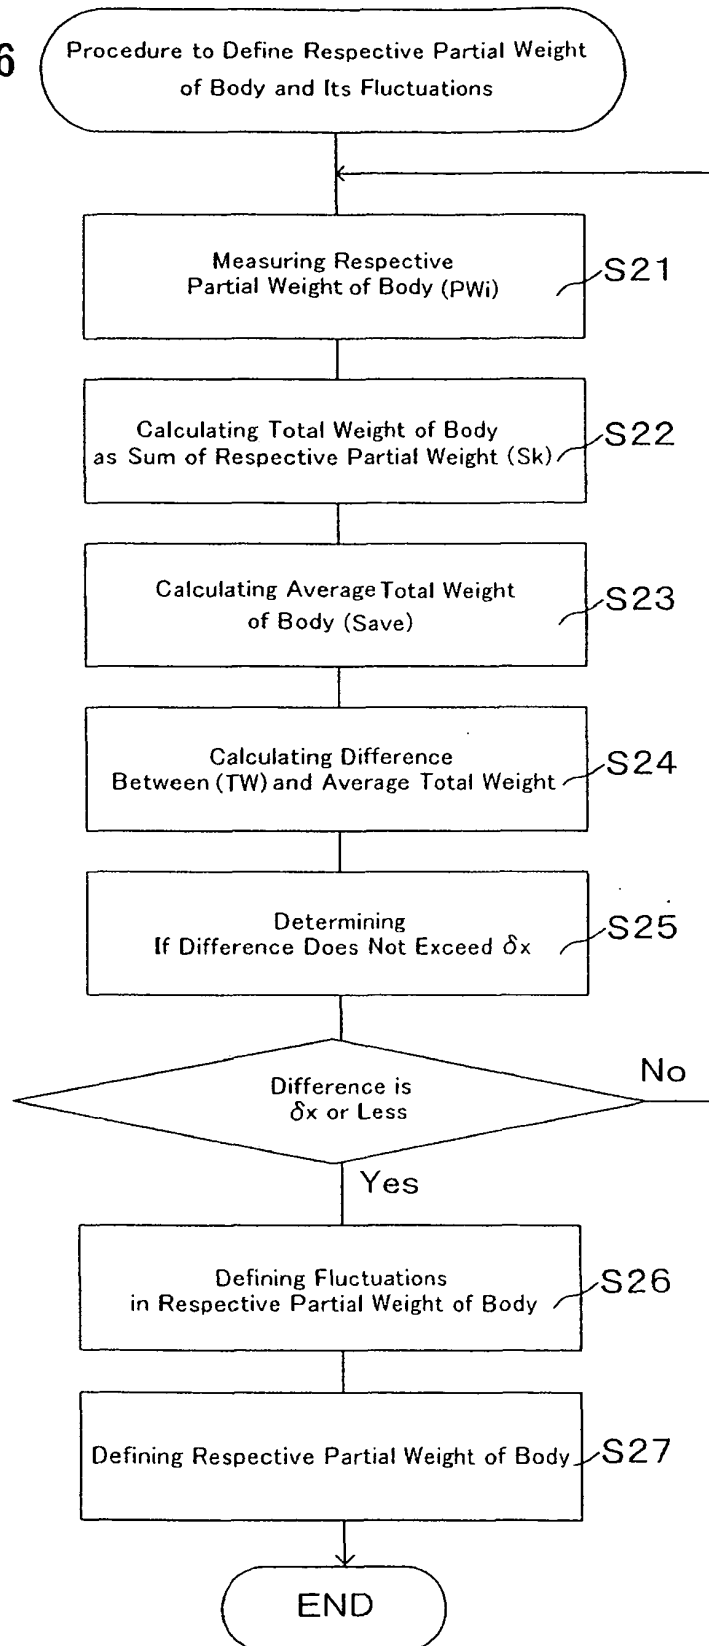 6
Procedure to Define Respective Partial Weight
of Body and Its Fluctuations
Measuring Respective
Partial Weight of Body (PWi)
S21
Calculating Total Weight of Body
as Sum of Respective Partial Weight (Sk)
S22
Calculating Average Total Weight
of Body (Save)
S23
Calculating Difference
Between (TW) and Average Total Weight
S24
Determining
If Difference Does Not Exceed δx
S25
Difference is
δx or Less
No
Yes
Defining Fluctuations
in Respective Partial Weight of Body
S26
Defining Respective Partial Weight of Body
S27
END